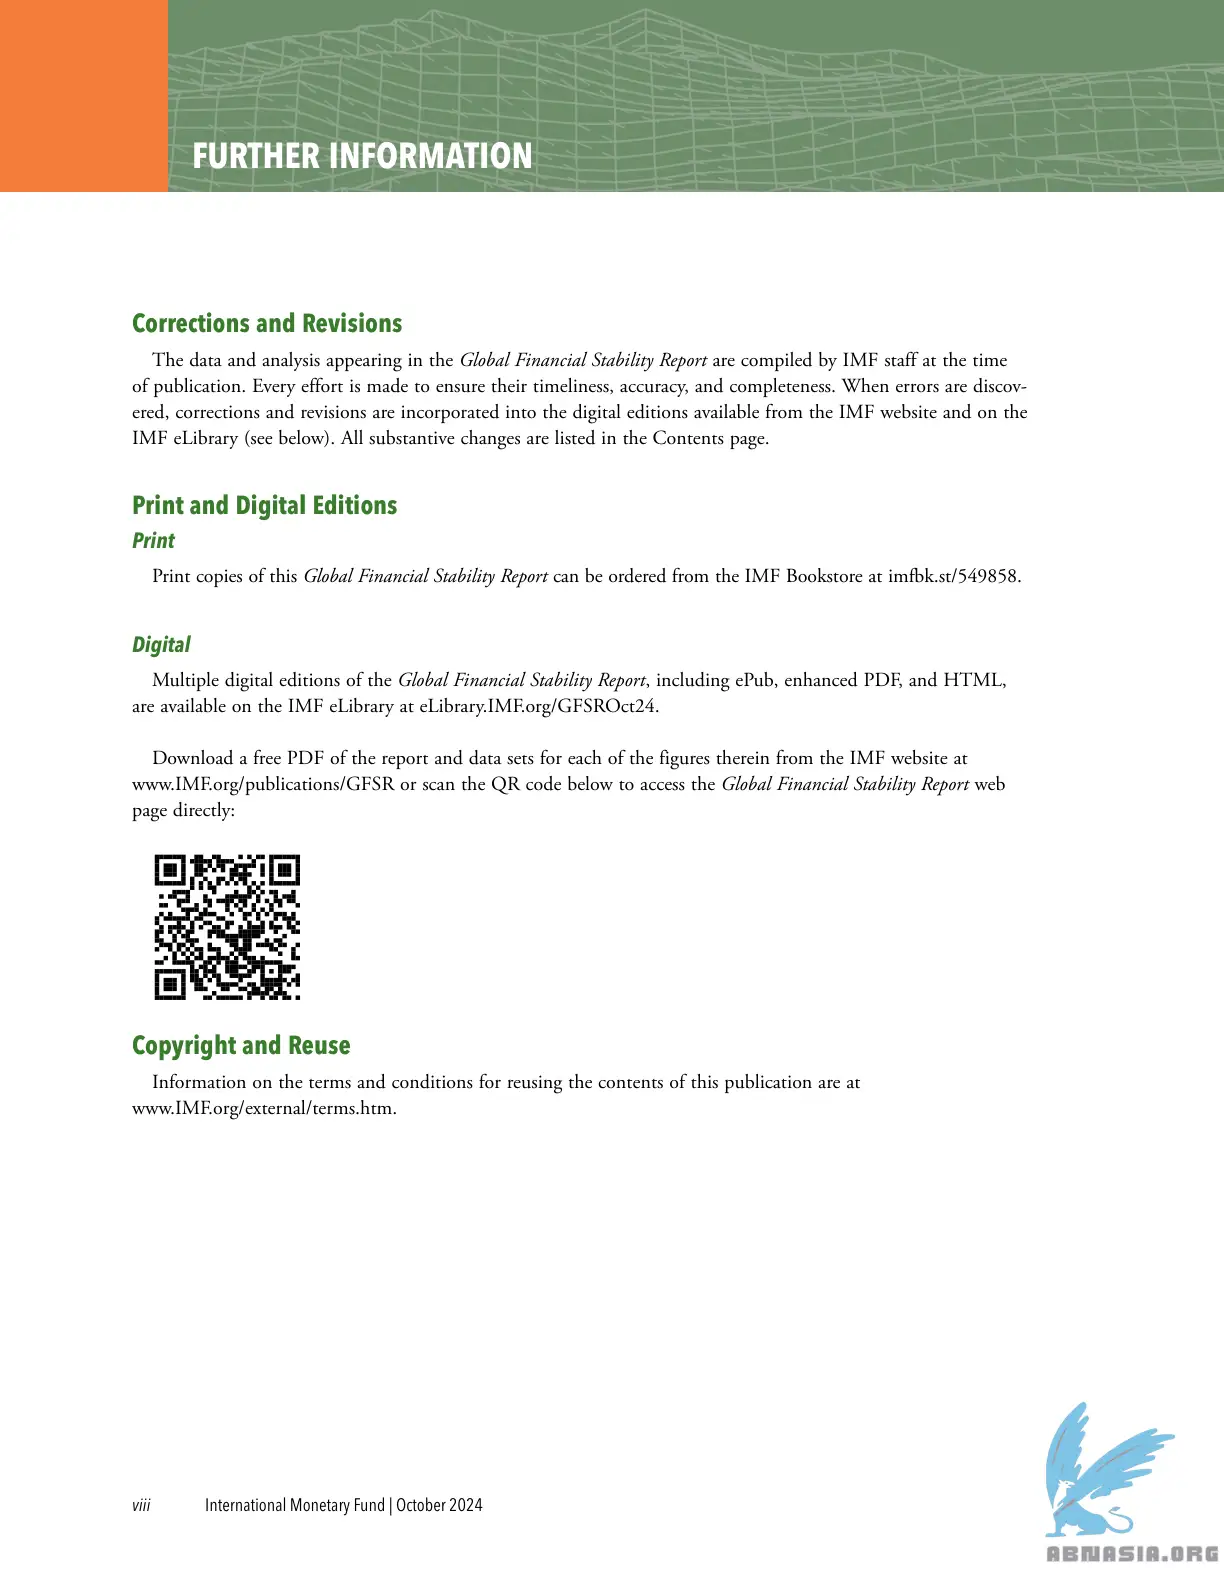 FURTHER INFORMATION
Corrections and Revisions
The data and analysis appearing in the Global Financial Stability Report are compiled by IMF staff at the time
of publication. Every effort is made to ensure their timeliness, accuracy, and completeness. When errors are discov-
ered, corrections and revisions are incorporated into the digital editions available from the IMF website and on the
IMF eLibrary (see below). All substantive changes are listed in the Contents page.
Print and Digital Editions
Print
Print copies of this Global Financial Stability Report can be ordered from the IMF Bookstore at imfbk.st/549858.
Digital
Multiple digital editions of the Global Financial Stability Report, including ePub, enhanced PDF, and HTML,
are available on the IMF eLibrary at eLibrary.IMF.org/GFSROct24.
Download a free PDF of the report and data sets for each of the figures therein from the IMF website at
www.IMF.org/publications/GFSR or scan the QR code below to access the Global Financial Stability Report web
page directly:
Copyright and Reuse
Information on the terms and conditions for reusing the contents of this publication are at
www.IMF.org/external/terms.htm.
viii International Monetary Fund | October 2024
ABNASIA.ORG